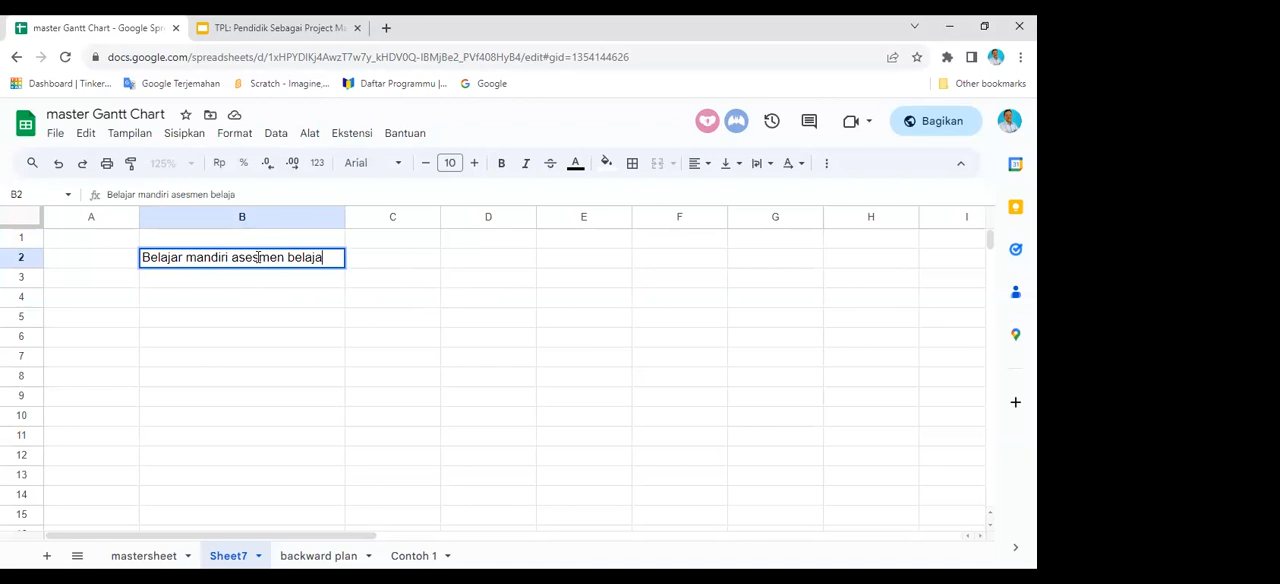 master Gantt Chart - Google Spr
TPL: Pendidik Sebagai Project Ma
docs.google.com/spreadsheets/d/1xHPYDIKj4AwzT7w7y_kHDV0Q-IBMjBe2_PVf408HyB4/edit#gid=1354144626
Dashboard | Tinker... Google Terjemahan Scratch - Imagine,... Daftar Programmu |... Google Other bookmarks
master Gantt Chart
File Edit Tampilan Sisipkan Format Data Alat Ekstensi Bantuan
Bagikan
125% Rp % .0 .00 123 Arial 10 B I S A
B2 fx Belajar mandiri asesmen belaja
A B C D E F G H I
1
2 Belajar mandiri asesmen belaja
3
4
5
6
7
8
9
10
11
12
13
14
15
mastersheet Sheet7 backward plan Contoh 1